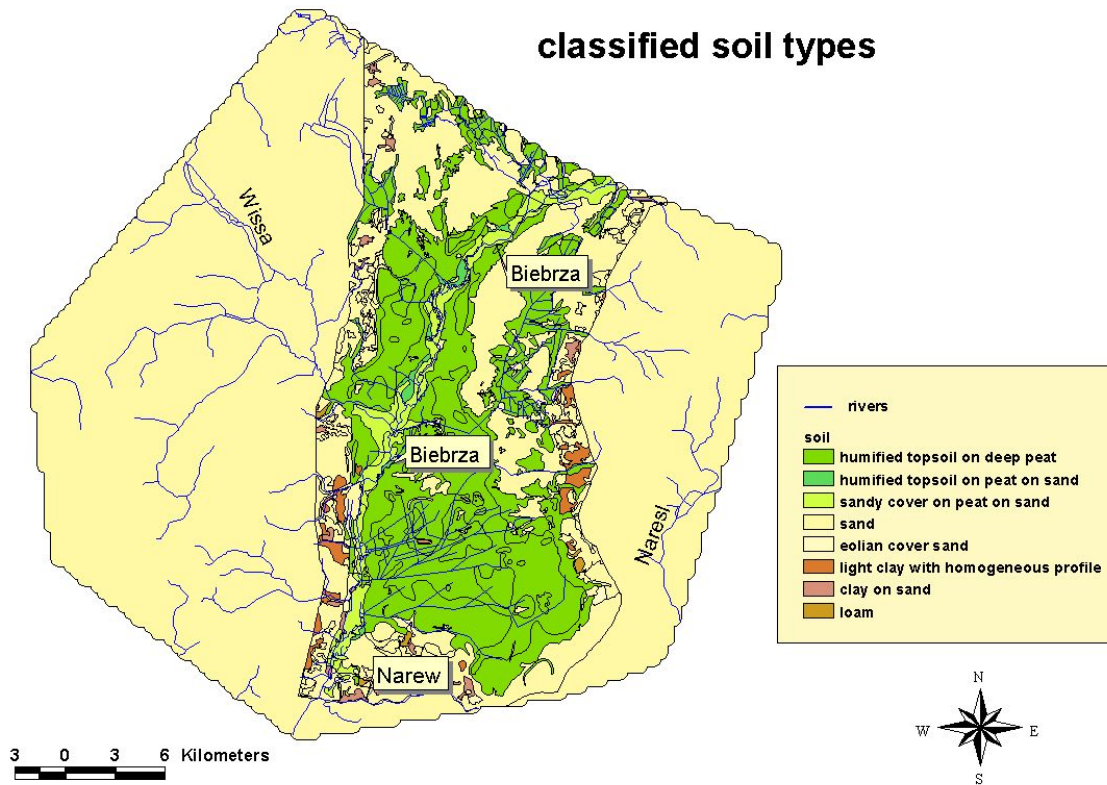 classified soil types
Wissa
Biebrza
Biebrza
Naresl
Narew
rivers
soil
humified topsoil on deep peat
humified topsoil on peat on sand
sandy cover on peat on sand
sand
eolian cover sand
light clay with homogeneous profile
clay on sand
loam
N
W E
S
3 0 3 6 Kilometers